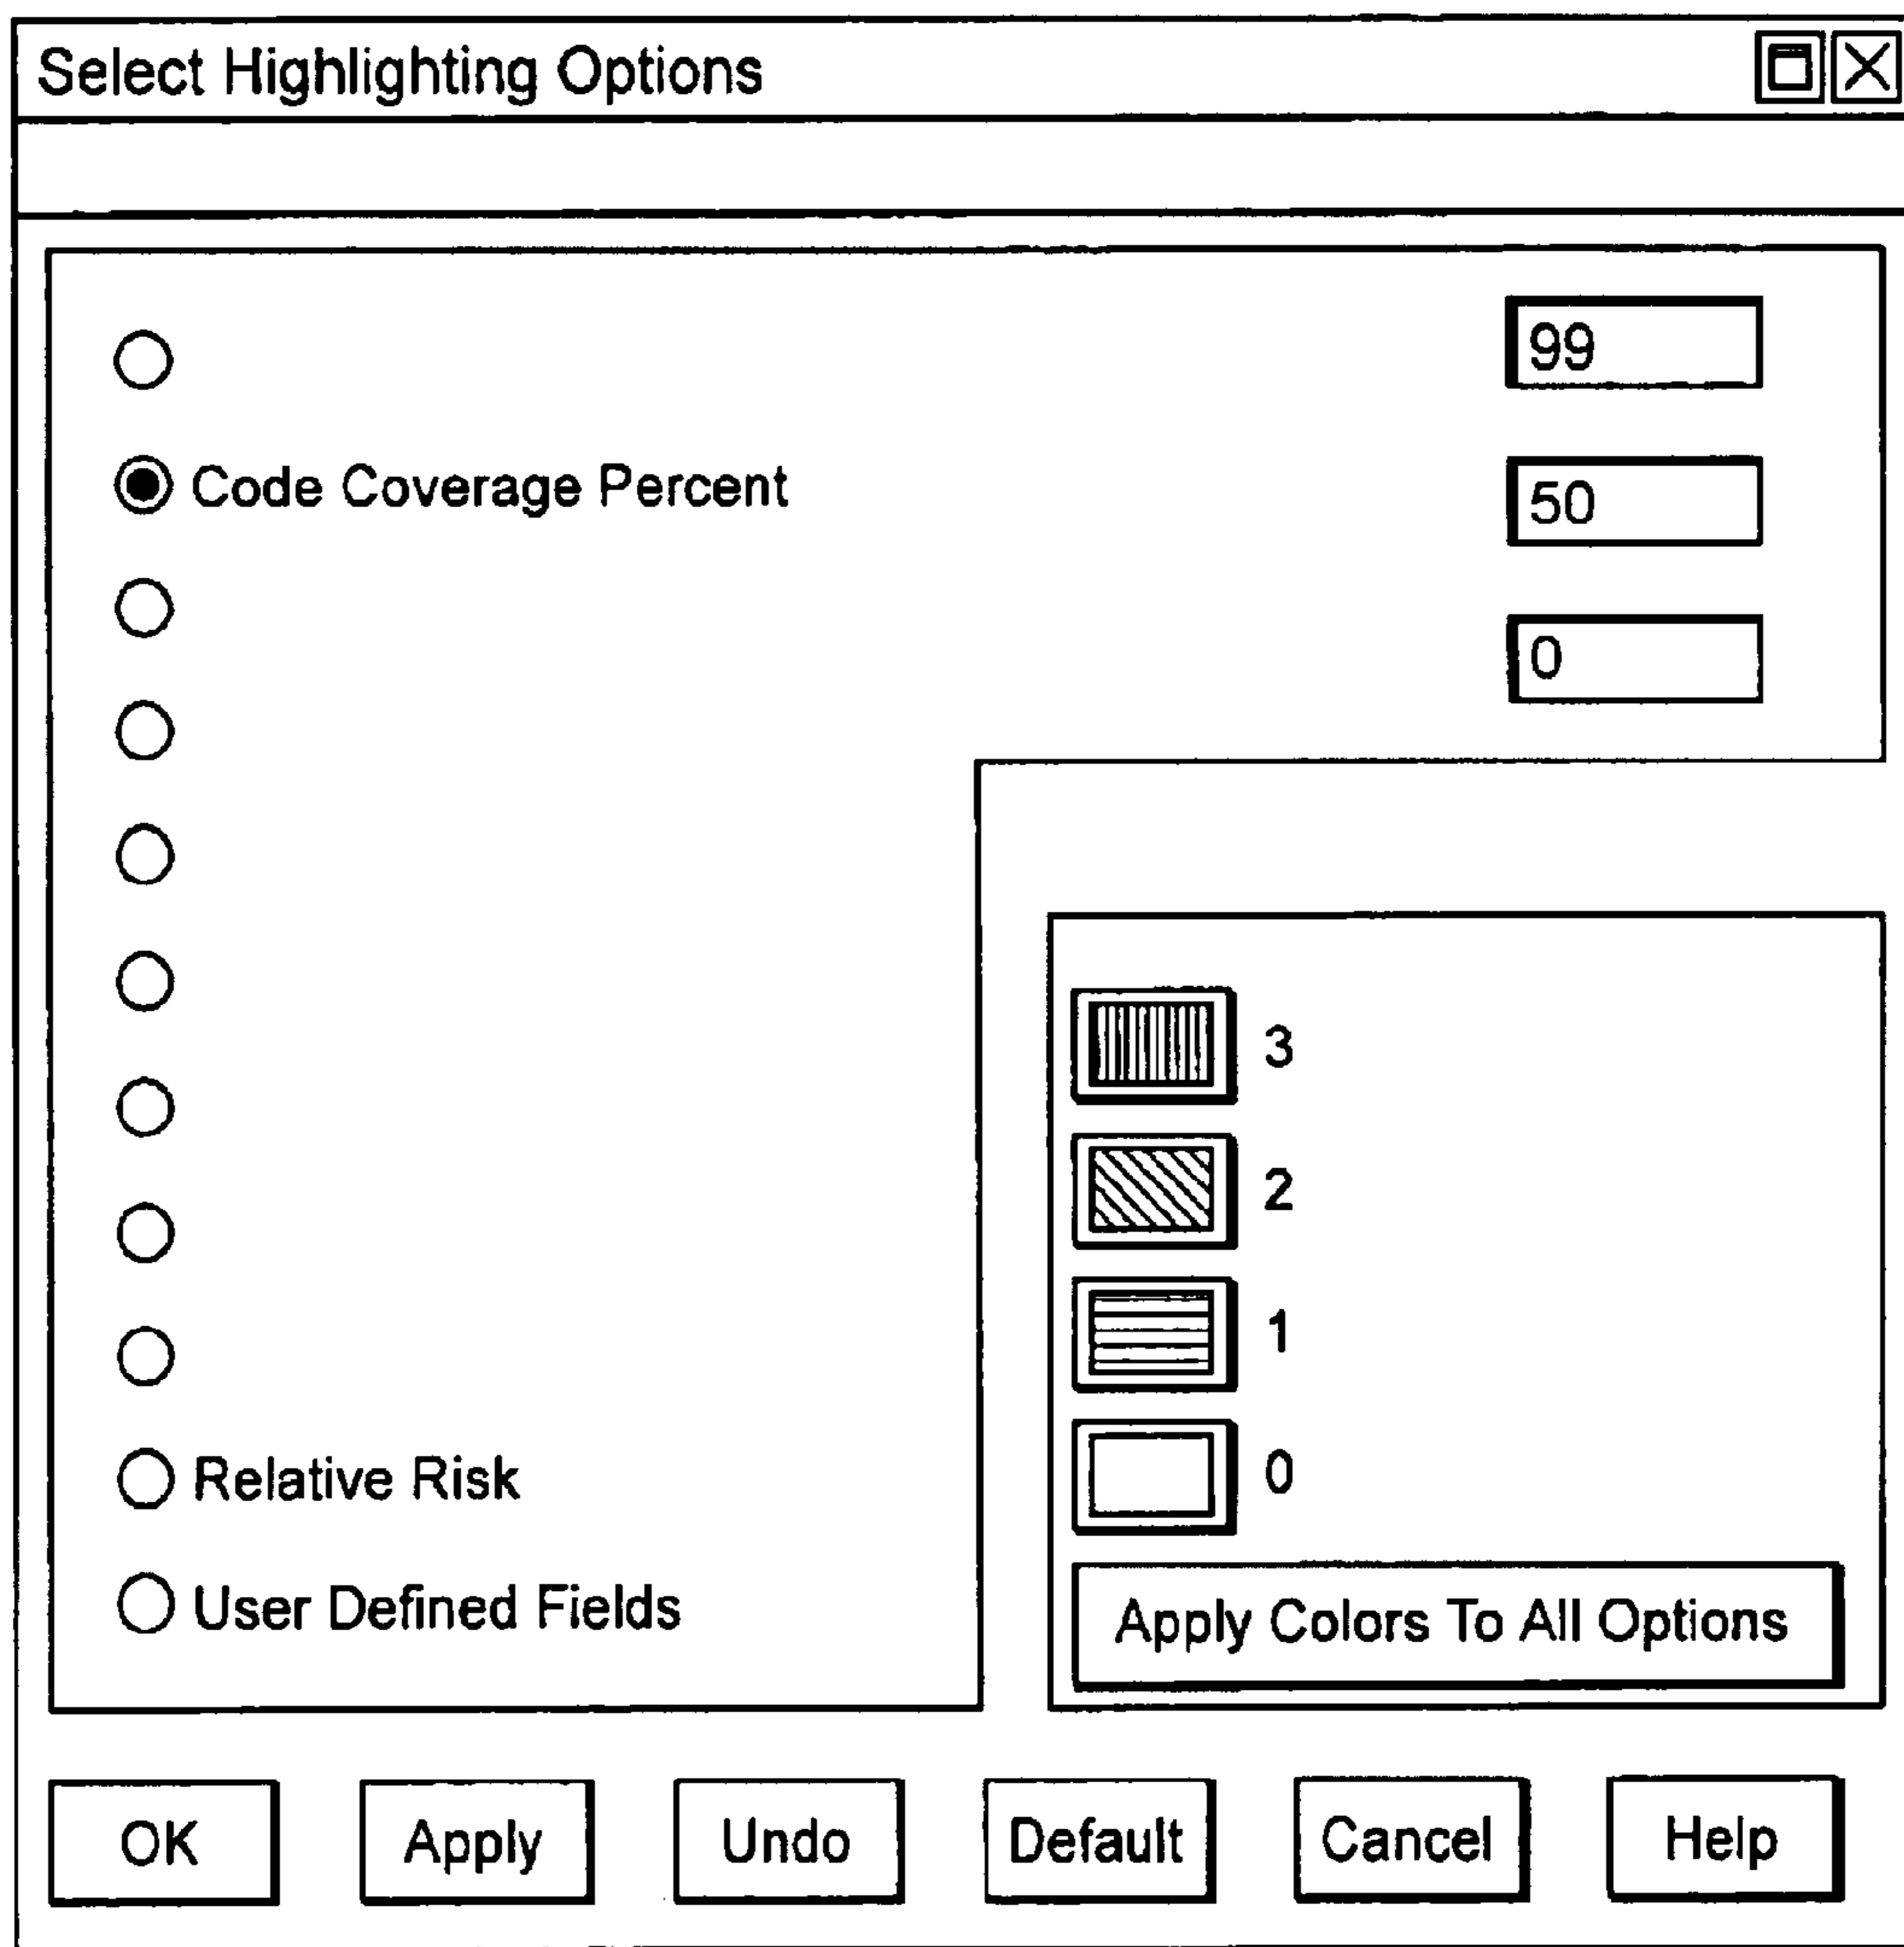 Select Highlighting Options
99
Code Coverage Percent
50
0
3
2
1
0
Relative Risk
User Defined Fields
Apply Colors To All Options
OK
Apply
Undo
Default
Cancel
Help